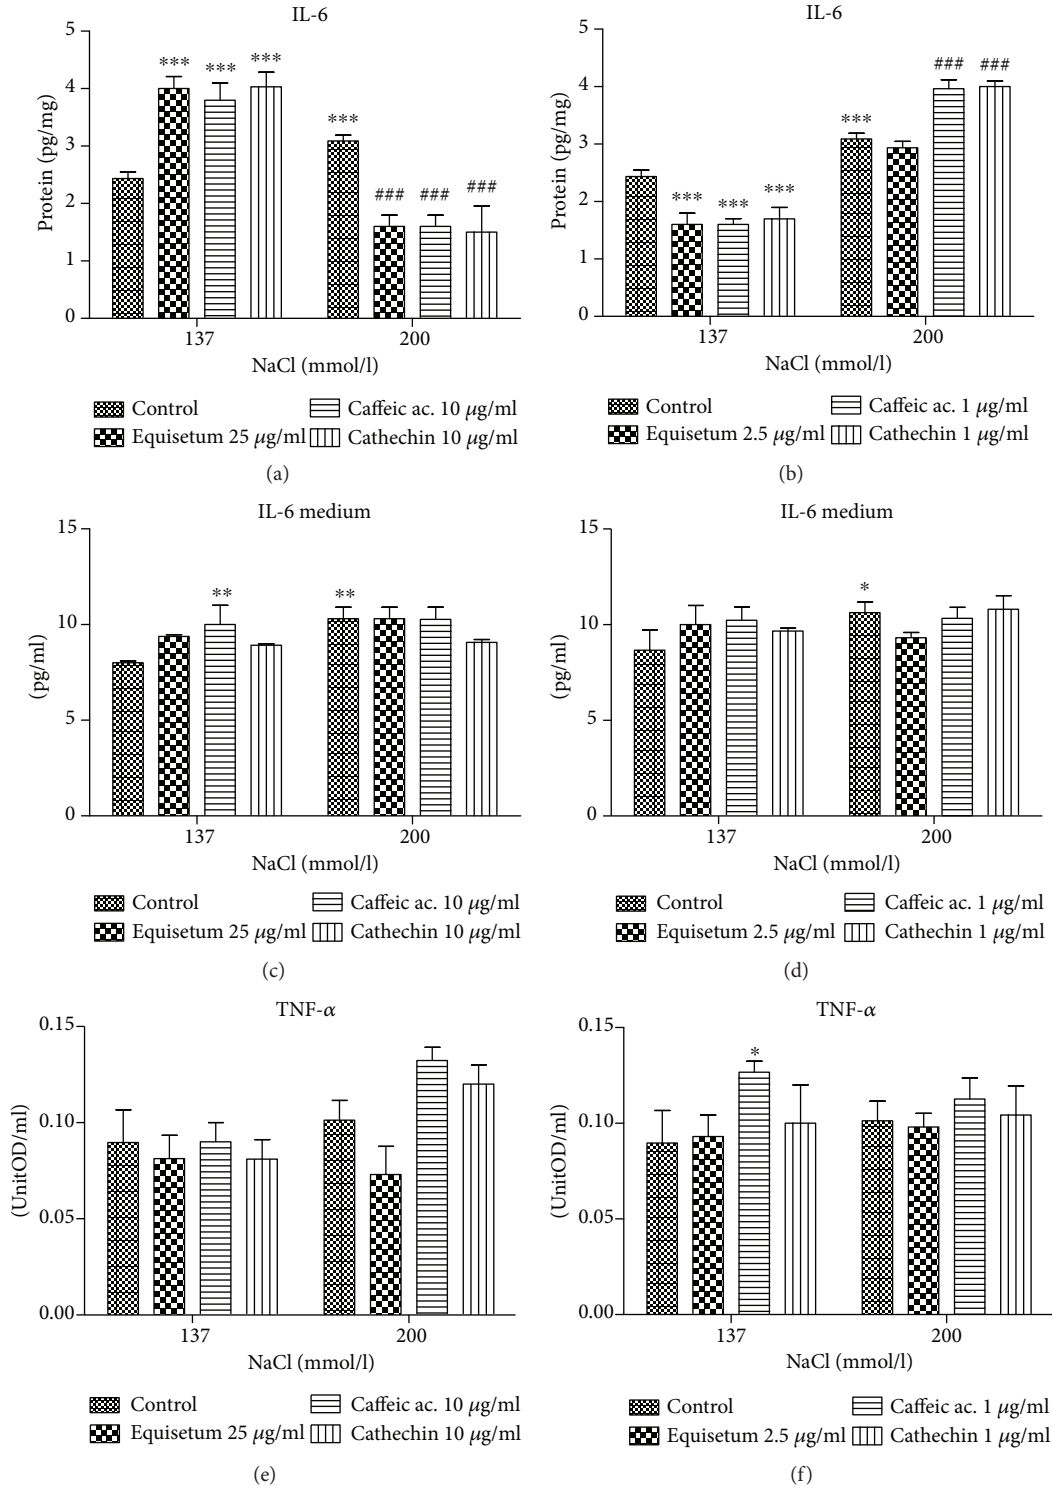 IL-6
5
4
3
2
1
0
Protein (pg/mg)
***
***
***
***
###
###
###
137
200
NaCl (mmol/l)
Control
Caffeic ac. 10 μg/ml
Equisetum 25 μg/ml
Cathechin 10 μg/ml
(a)
IL-6
5
4
3
2
1
0
Protein (pg/mg)
***
***
***
***
###
###
137
200
NaCl (mmol/l)
Control
Caffeic ac. 1 μg/ml
Equisetum 2.5 μg/ml
Cathechin 1 μg/ml
(b)
IL-6 medium
15
10
5
0
(pg/ml)
**
**
137
200
NaCl (mmol/l)
Control
Caffeic ac. 10 μg/ml
Equisetum 25 μg/ml
Cathechin 10 μg/ml
(c)
IL-6 medium
15
10
5
0
(pg/ml)
*
137
200
NaCl (mmol/l)
Control
Caffeic ac. 1 μg/ml
Equisetum 2.5 μg/ml
Cathechin 1 μg/ml
(d)
TNF-α
0.15
0.10
0.05
0.00
(UnitOD/ml)
137
200
NaCl (mmol/l)
Control
Caffeic ac. 10 μg/ml
Equisetum 25 μg/ml
Cathechin 10 μg/ml
(e)
TNF-α
0.15
0.10
0.05
0.00
(UnitOD/ml)
*
137
200
NaCl (mmol/l)
Control
Caffeic ac. 1 μg/ml
Equisetum 2.5 μg/ml
Cathechin 1 μg/ml
(f)